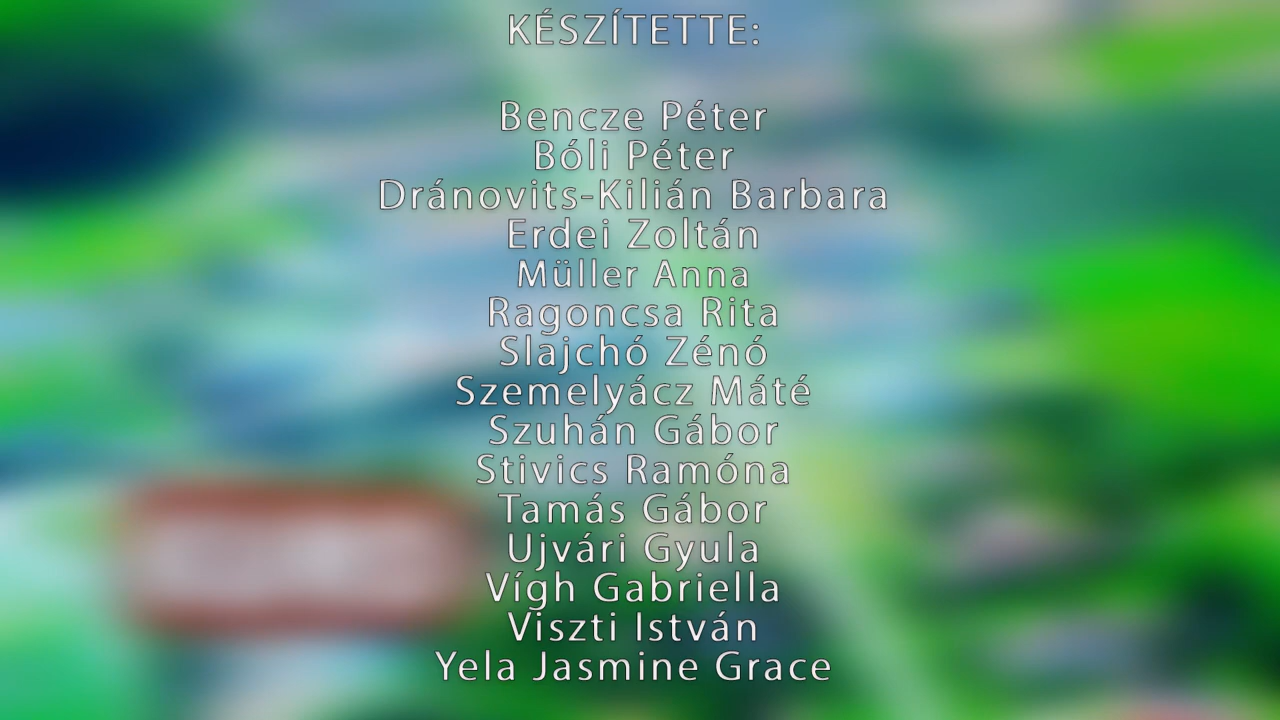 KÉSZÍTETTE:
Bencze Péter
Bóli Péter
Dránovits-Kilián Barbara
Erdei Zoltán
Müller Anna
Ragoncsa Rita
Slajchó Zénó
Szemelyácz Máté
Szuhán Gábor
Stivics Ramóna
Tamás Gábor
Ujvári Gyula
Vígh Gabriella
Viszti István
Yela Jasmine Grace